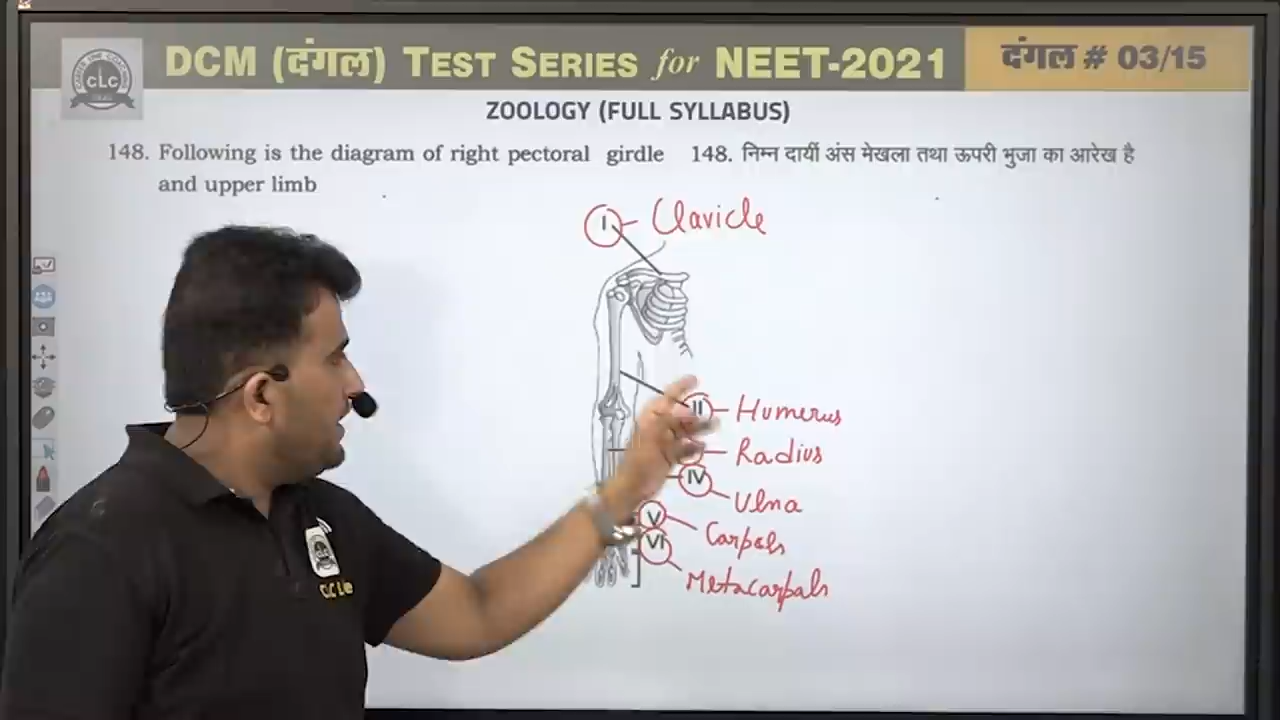 DCM (दंगल) TEST SERIES for NEET-2021
दंगल # 03/15
CLC
ZOOLOGY (FULL SYLLABUS)
148. Following is the diagram of right pectoral girdle
and upper limb
148. निम्न दायीं अंस मेखला तथा ऊपरी भुजा का आरेख है
I - Clavicle
II - Humerus
- Radius
IV - Ulna
V - Carpals
VI - Metacarpals
CLC